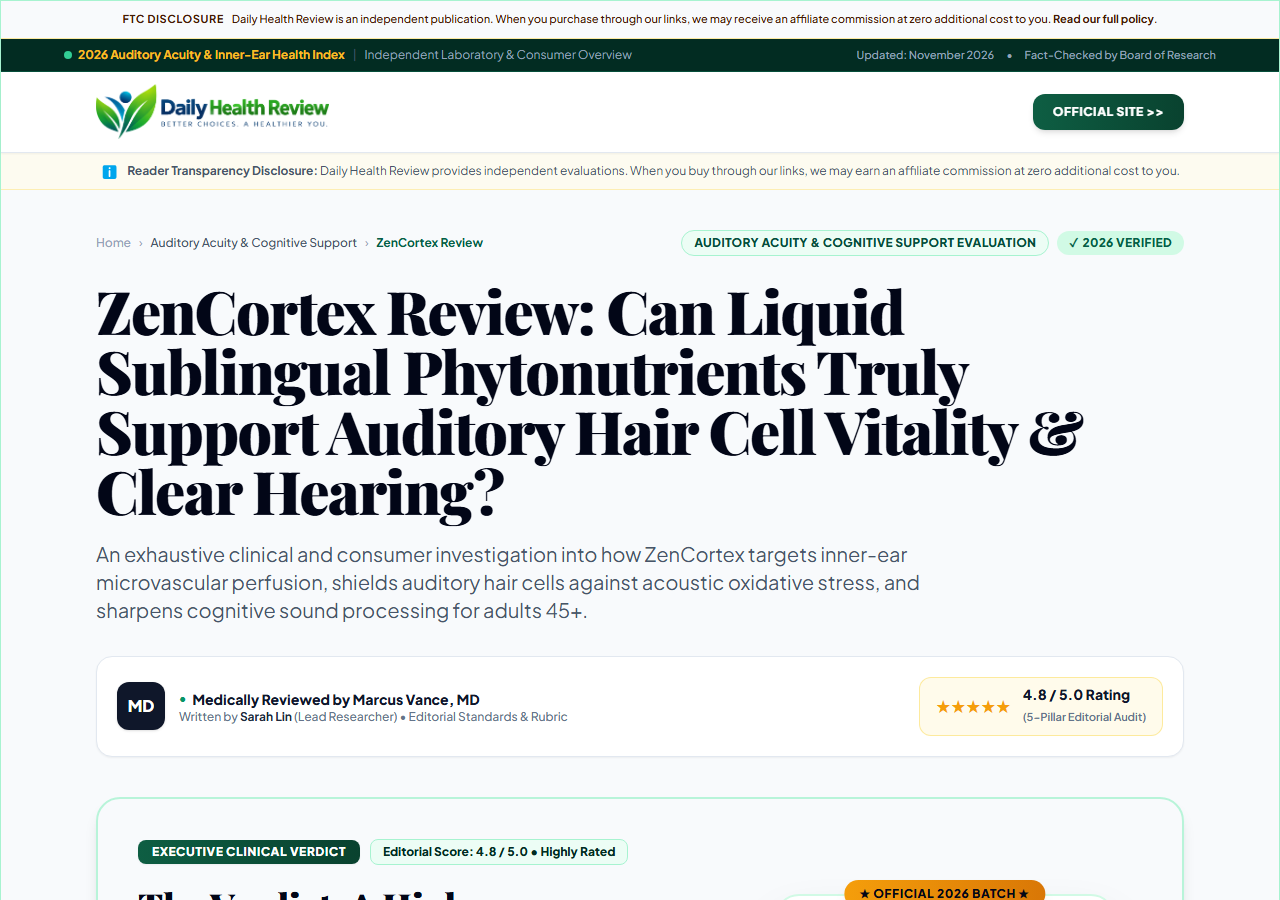 FTC DISCLOSURE Daily Health Review is an independent publication. When you purchase through our links, we may receive an affiliate commission at zero additional cost to you. Read our full policy.
2026 Auditory Acuity & Inner-Ear Health Index | Independent Laboratory & Consumer Overview Updated: November 2026 • Fact-Checked by Board of Research
Daily Health Review
BETTER CHOICES. A HEALTHIER YOU.
OFFICIAL SITE >>
Reader Transparency Disclosure: Daily Health Review provides independent evaluations. When you buy through our links, we may earn an affiliate commission at zero additional cost to you.
Home › Auditory Acuity & Cognitive Support › ZenCortex Review
AUDITORY ACUITY & COGNITIVE SUPPORT EVALUATION
✓ 2026 VERIFIED
ZenCortex Review: Can Liquid
Sublingual Phytonutrients Truly
Support Auditory Hair Cell Vitality &
Clear Hearing?
An exhaustive clinical and consumer investigation into how ZenCortex targets inner-ear
microvascular perfusion, shields auditory hair cells against acoustic oxidative stress, and
sharpens cognitive sound processing for adults 45+.
MD
• Medically Reviewed by Marcus Vance, MD
Written by Sarah Lin (Lead Researcher) • Editorial Standards & Rubric
★★★★★
4.8 / 5.0 Rating
(5-Pillar Editorial Audit)
EXECUTIVE CLINICAL VERDICT
Editorial Score: 4.8 / 5.0 • Highly Rated
★ OFFICIAL 2026 BATCH ★